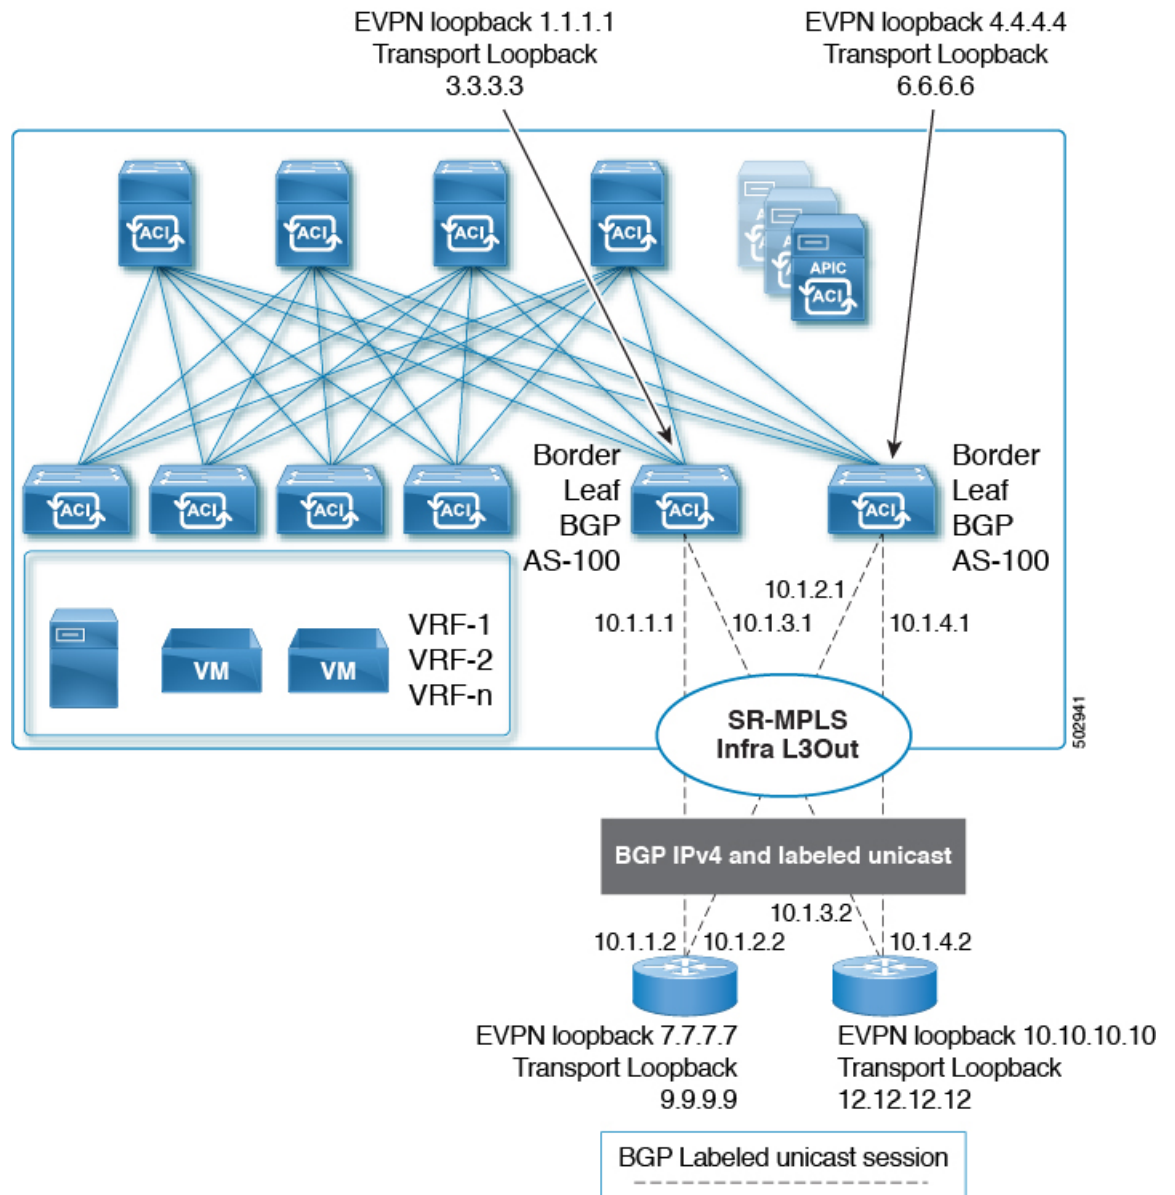 EVPN loopback 1.1.1.1
Transport Loopback
3.3.3.3
EVPN loopback 4.4.4.4
Transport Loopback
6.6.6.6
ACI
ACI
ACI
ACI
A
A
APIC
ACI
ACI
ACI
ACI
ACI
Border
Leaf
BGP
AS-100
ACI
ACI
Border
Leaf
BGP
AS-100
VM
VM
VRF-1
VRF-2
VRF-n
10.1.2.1
10.1.1.1
10.1.3.1
10.1.4.1
SR-MPLS
Infra L3Out
502941
BGP IPv4 and labeled unicast
10.1.3.2
10.1.1.2
10.1.2.2
10.1.4.2
EVPN loopback 7.7.7.7
Transport Loopback
9.9.9.9
EVPN loopback 10.10.10.10
Transport Loopback
12.12.12.12
BGP Labeled unicast session